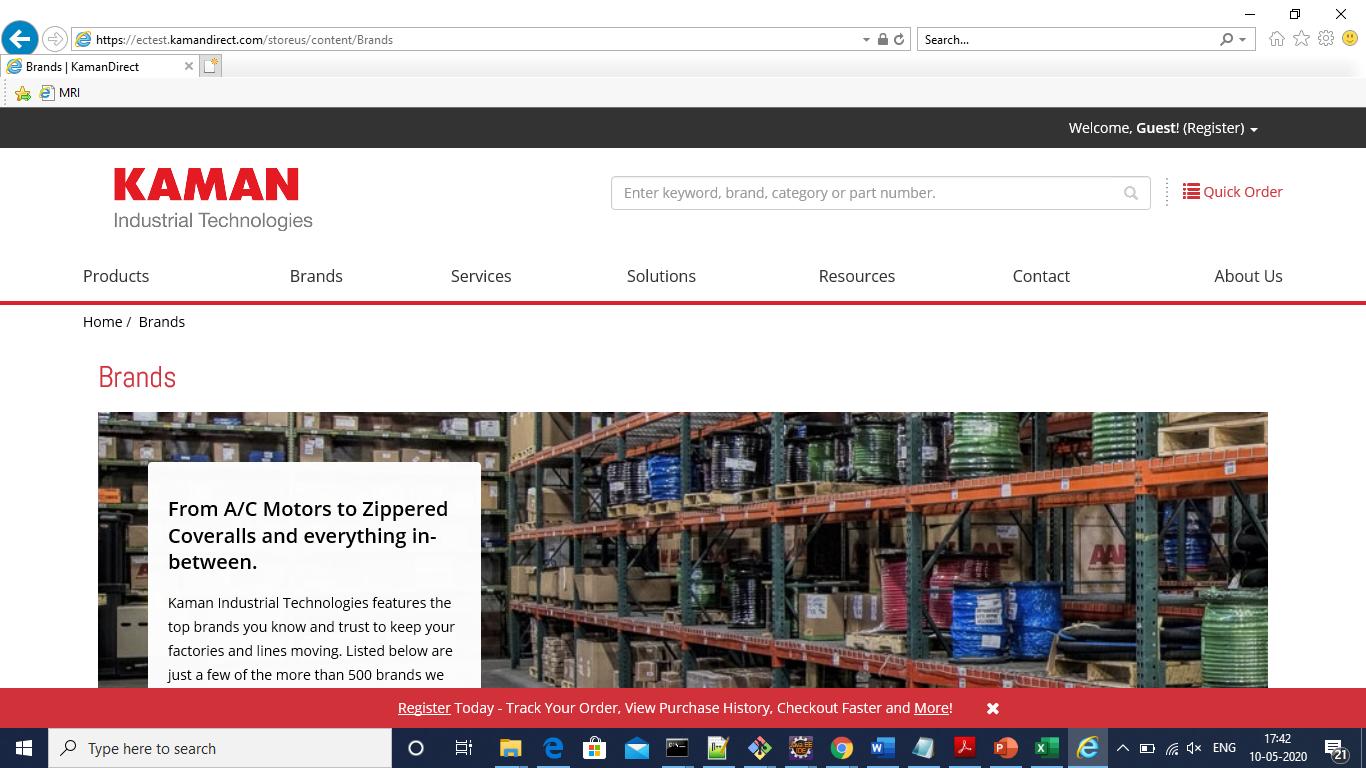 https://ectest.kamandirect.com/storeus/content/Brands
Search...
Brands | KamanDirect
MRI
Welcome, Guest! (Register)
KAMAN
Industrial Technologies
Enter keyword, brand, category or part number.
Quick Order
Products Brands Services Solutions Resources Contact About Us
Home / Brands
Brands
From A/C Motors to Zippered
Coveralls and everything in-
between.
Kaman Industrial Technologies features the
top brands you know and trust to keep your
factories and lines moving. Listed below are
just a few of the more than 500 brands we
Register Today - Track Your Order, View Purchase History, Checkout Faster and More!
Type here to search
ENG
17:42
10-05-2020
21